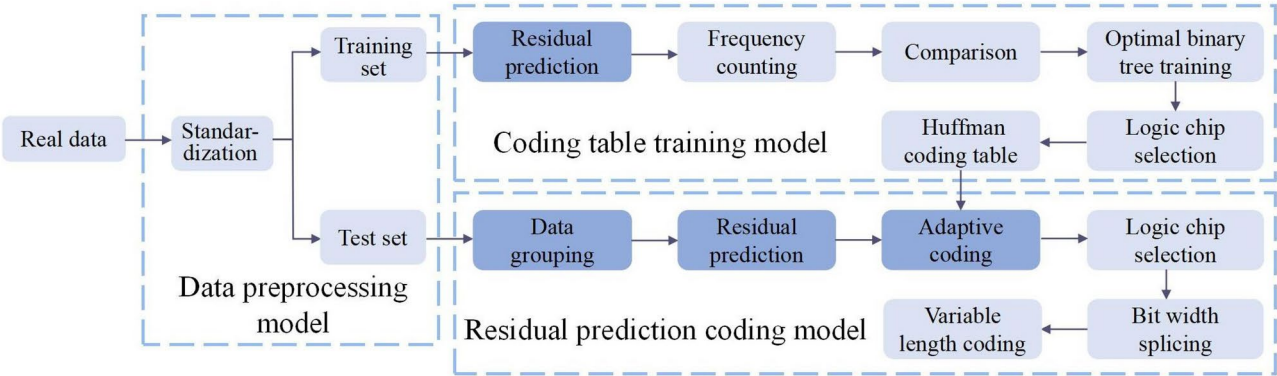 Real data
Standar-
dization
Training
set
Test set
Data preprocessing
model
Residual
prediction
Frequency
counting
Comparison
Optimal binary
tree training
Logic chip
selection
Huffman
coding table
Coding table training model
Data
grouping
Residual
prediction
Adaptive
coding
Logic chip
selection
Bit width
splicing
Variable
length coding
Residual prediction coding model